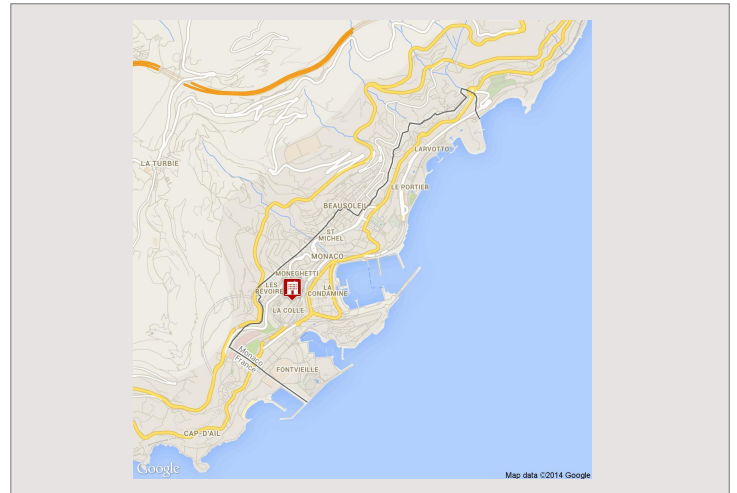 LA TURBIE
LARVOTTO
LE PORTIER
BEAUSOLEIL
ST
MICHEL
MONACO
MONEGHETTI
LES
REVOIRE
LA
CONDAMINE
LA COLLE
Monaco
France
FONTVIEILLE
CAP-D'AIL
Google
Map data ©2014 Google